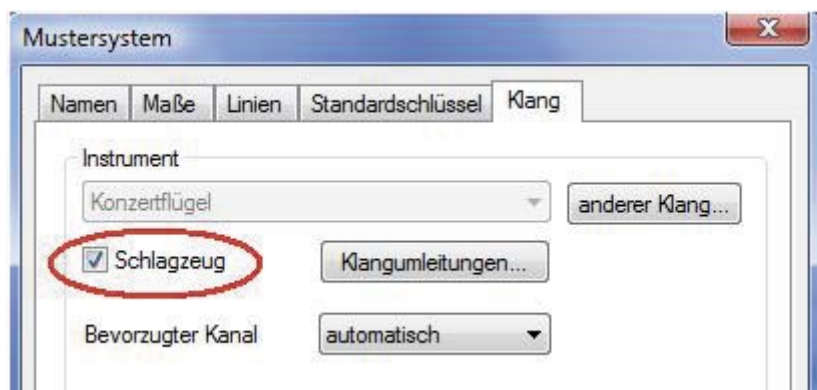 Mustersystem
Namen Maße Linien Standardschlüssel Klang
Instrument
Konzertflügel anderer Klang...
Schlagzeug Klangumleitungen...
Bevorzugter Kanal automatisch